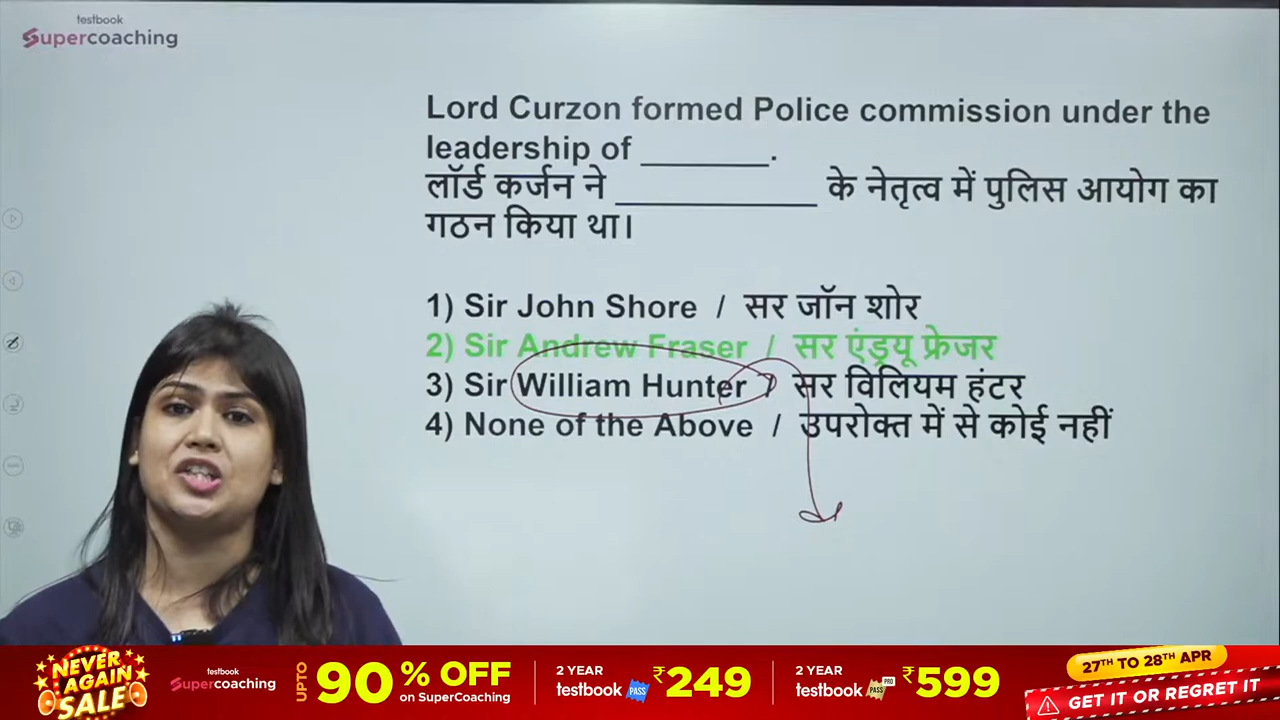 testbook
Supercoaching
Lord Curzon formed Police commission under the
leadership of ________.
लॉर्ड कर्जन ने ____________ के नेतृत्व में पुलिस आयोग का
गठन किया था।
1) Sir John Shore / सर जॉन शोर
2) Sir Andrew Fraser / सर एंड्रयू फ्रेजर
3) Sir William Hunter / सर विलियम हंटर
4) None of the Above / उपरोक्त में से कोई नहीं
NEVER
AGAIN
SALE
testbook
Supercoaching
UPTO
90% OFF
on SuperCoaching
2 YEAR
testbook PASS
₹249
2 YEAR
testbook PASS PRO
₹599
27TH TO 28TH APR
GET IT OR REGRET IT